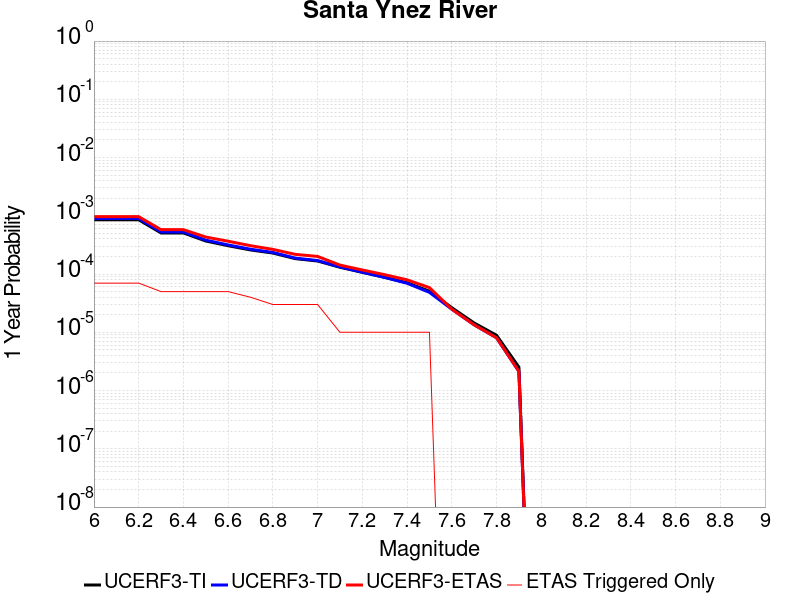 Santa Ynez River
10^0
10^-1
10^-2
10^-3
10^-4
10^-5
10^-6
10^-7
10^-8
1 Year Probability
6 6.2 6.4 6.6 6.8 7 7.2 7.4 7.6 7.8 8 8.2 8.4 8.6 8.8 9
Magnitude
UCERF3-TI UCERF3-TD UCERF3-ETAS ETAS Triggered Only